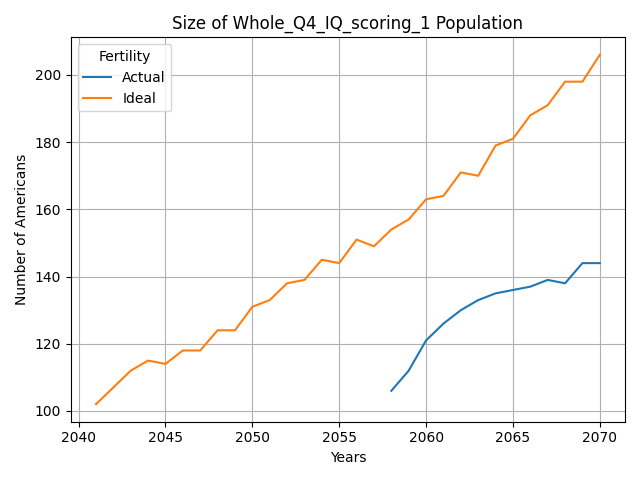 Size of Whole_Q4_IQ_scoring_1 Population
Fertility
Actual
Ideal
Number of Americans
200
180
160
140
120
100
2040 2045 2050 2055 2060 2065 2070
Years